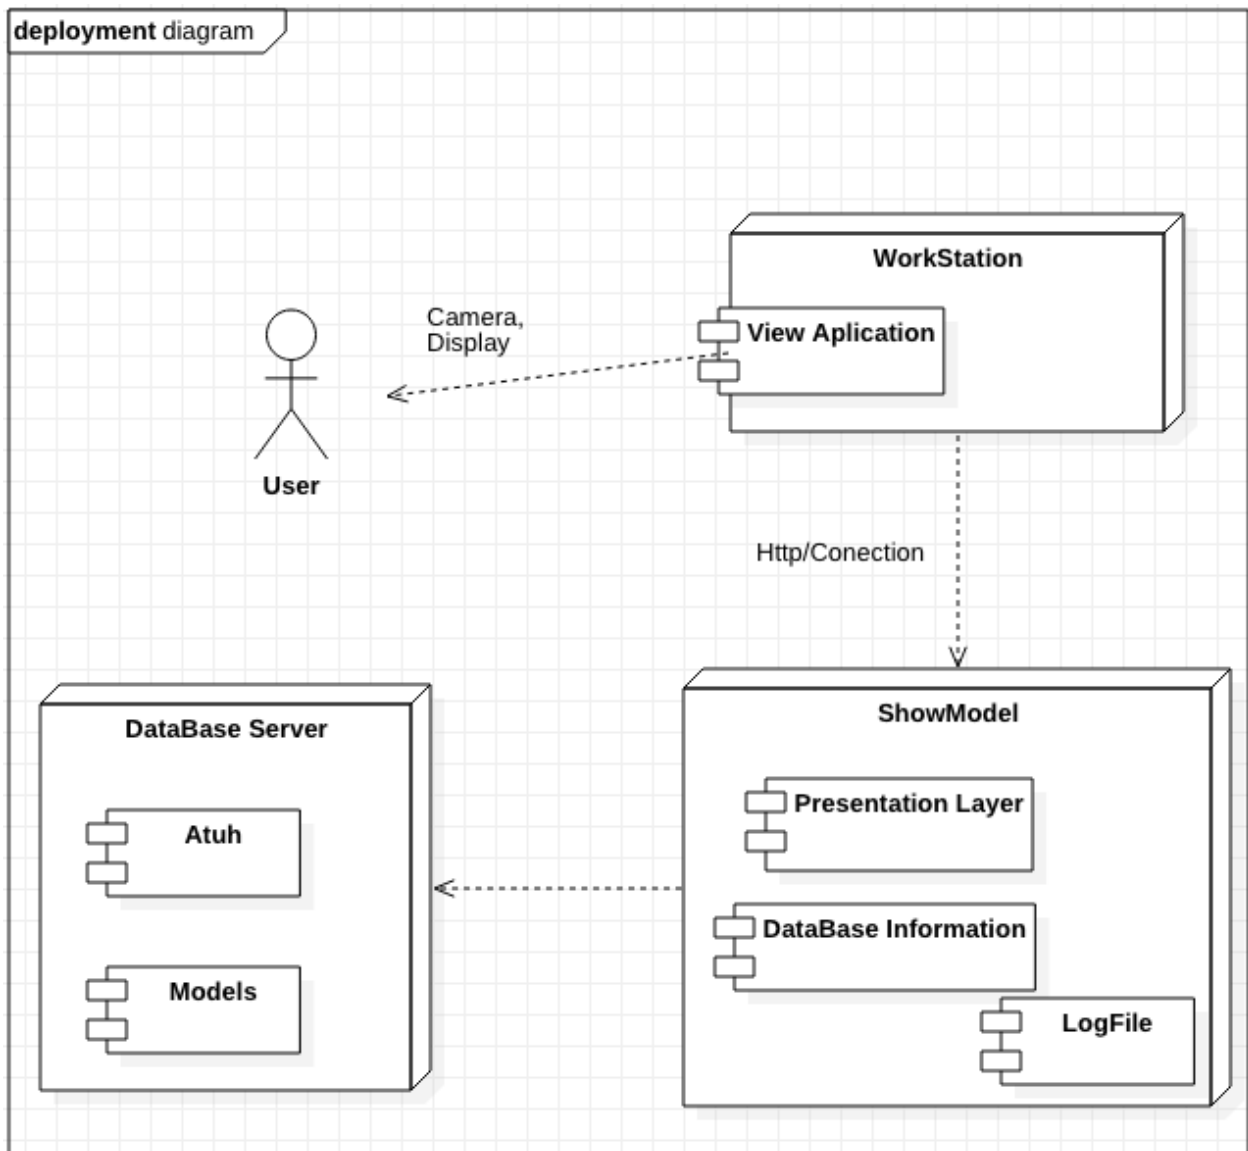 deployment diagram
WorkStation
View Aplication
Camera,
Display
User
Http/Conection
ShowModel
Presentation Layer
DataBase Information
LogFile
DataBase Server
Atuh
Models